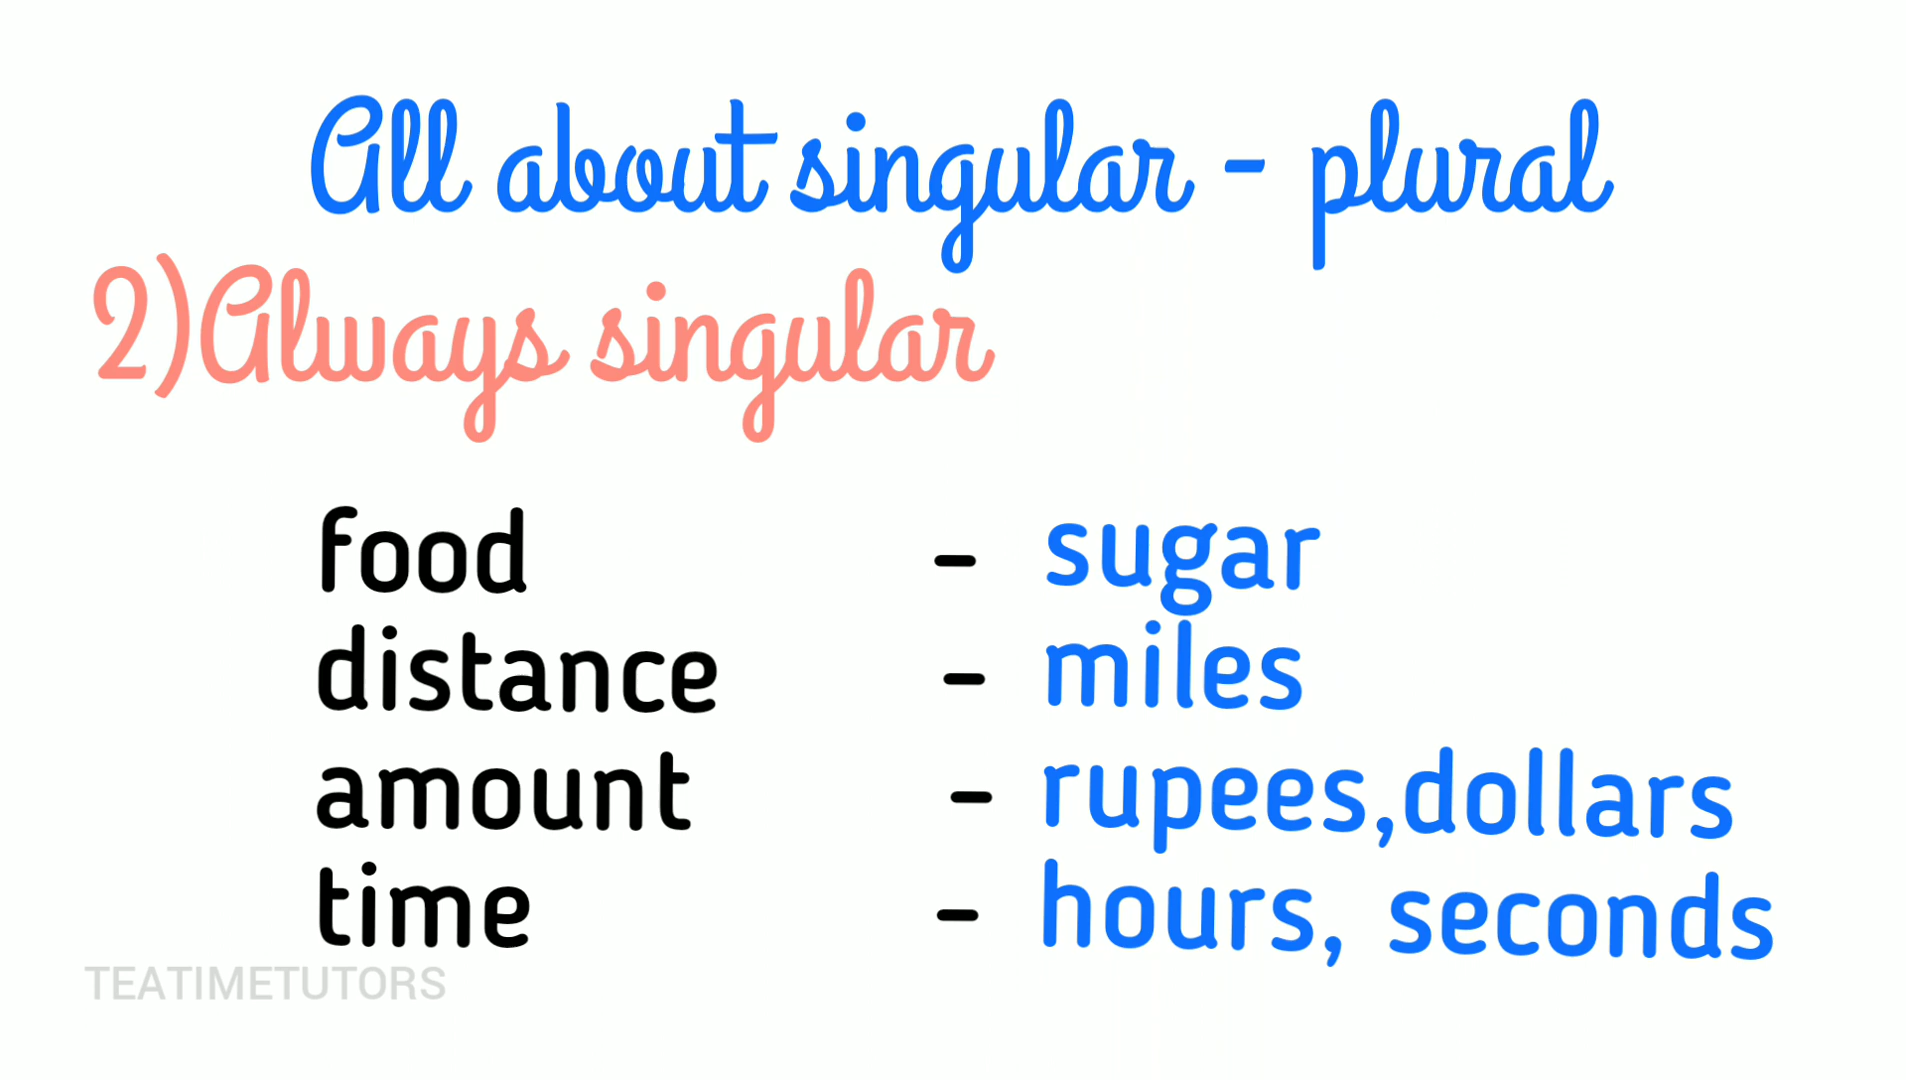 All about singular - plural
2)Always singular
food - sugar
distance - miles
amount - rupees,dollars
time - hours, seconds
TEATIMETUTORS